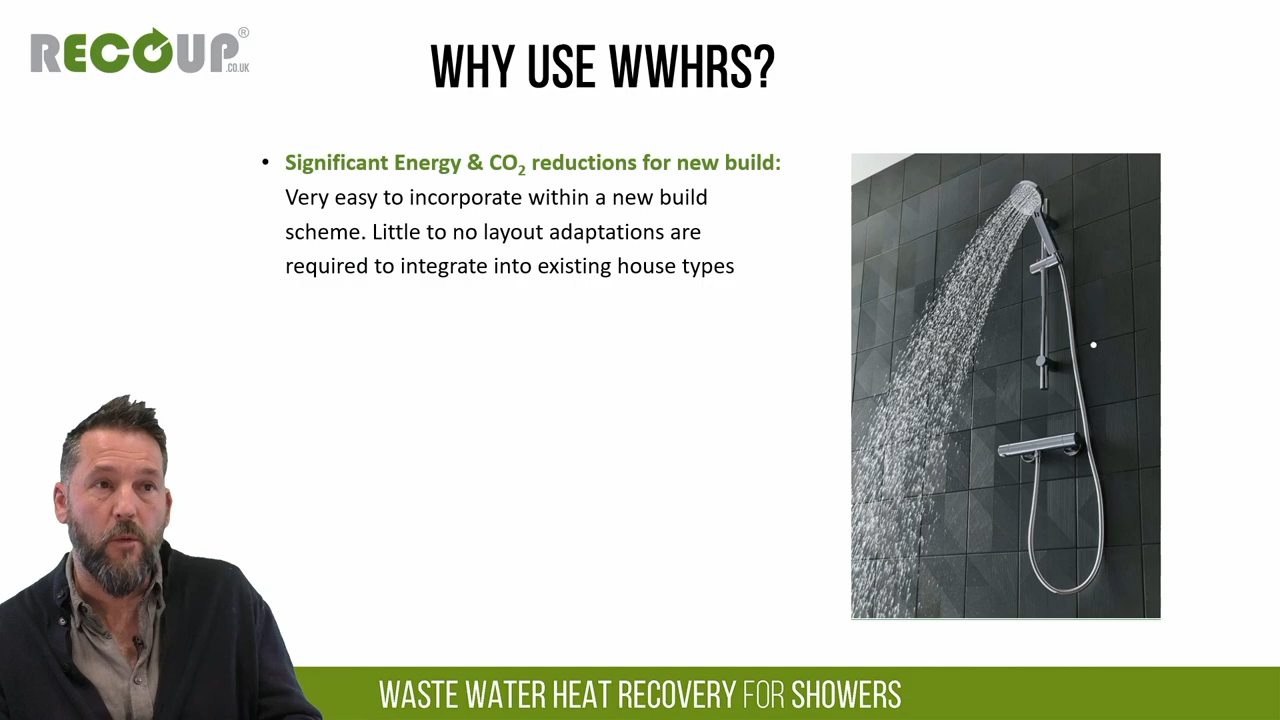 RECOUP®
.CO.UK
WHY USE WWHRS?
• Significant Energy & CO₂ reductions for new build:
Very easy to incorporate within a new build
scheme. Little to no layout adaptations are
required to integrate into existing house types
WASTE WATER HEAT RECOVERY FOR SHOWERS